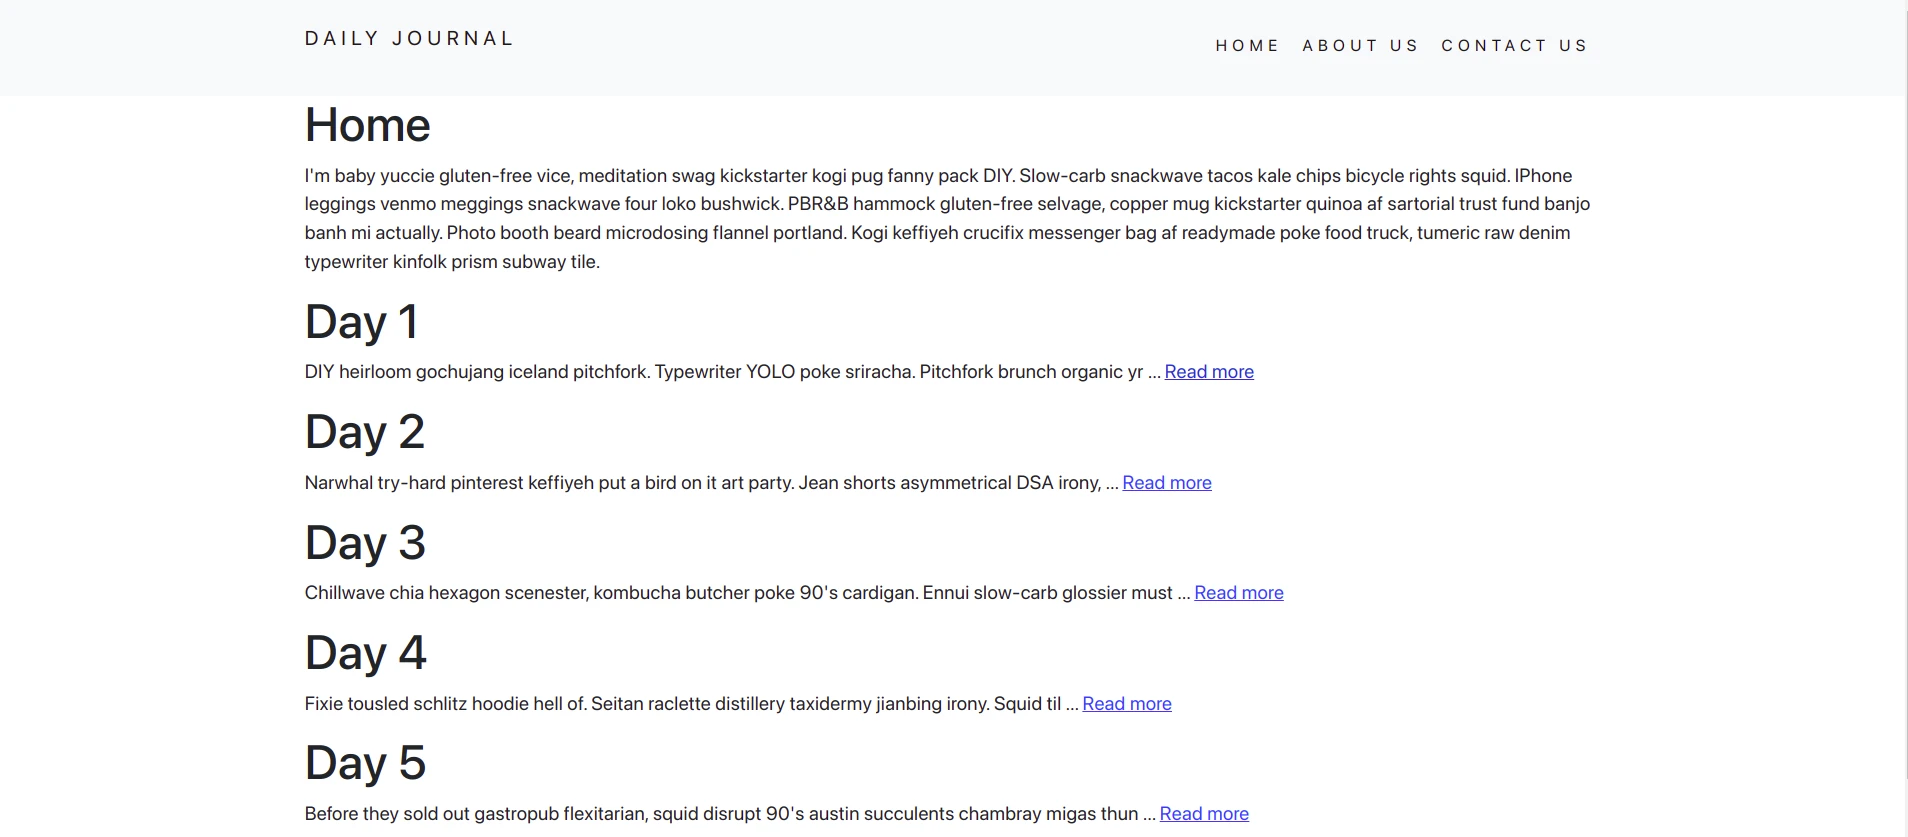 DAILY JOURNAL
HOME ABOUT US CONTACT US
Home
I'm baby yuccie gluten-free vice, meditation swag kickstarter kogi pug fanny pack DIY. Slow-carb snackwave tacos kale chips bicycle rights squid. IPhone
leggings venmo meggings snackwave four loko bushwick. PBR&B hammock gluten-free selvage, copper mug kickstarter quinoa af sartorial trust fund banjo
banh mi actually. Photo booth beard microdosing flannel portland. Kogi keffiyeh crucifix messenger bag af readymade poke food truck, tumeric raw denim
typewriter kinfolk prism subway tile.
Day 1
DIY heirloom gochujang iceland pitchfork. Typewriter YOLO poke sriracha. Pitchfork brunch organic yr ... Read more
Day 2
Narwhal try-hard pinterest keffiyeh put a bird on it art party. Jean shorts asymmetrical DSA irony, ... Read more
Day 3
Chillwave chia hexagon scenester, kombucha butcher poke 90's cardigan. Ennui slow-carb glossier must ... Read more
Day 4
Fixie tousled schlitz hoodie hell of. Seitan raclette distillery taxidermy jianbing irony. Squid til ... Read more
Day 5
Before they sold out gastropub flexitarian, squid disrupt 90's austin succulents chambray migas thun ... Read more